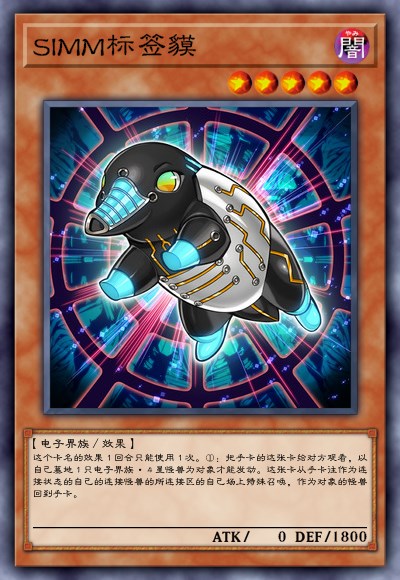 SIMM标签貘
闇
やみ
【电子界族／效果】
这个卡名的效果1回合只能使用1次。①：把手卡的这张卡给对方观看，以
自己墓地1只电子界族·4星怪兽为对象才能发动。这张卡从手卡往作为连
接状态的自己的连接怪兽的所连接区的自己场上特殊召唤，作为对象的怪兽
回到手卡。
ATK/ 0 DEF/1800